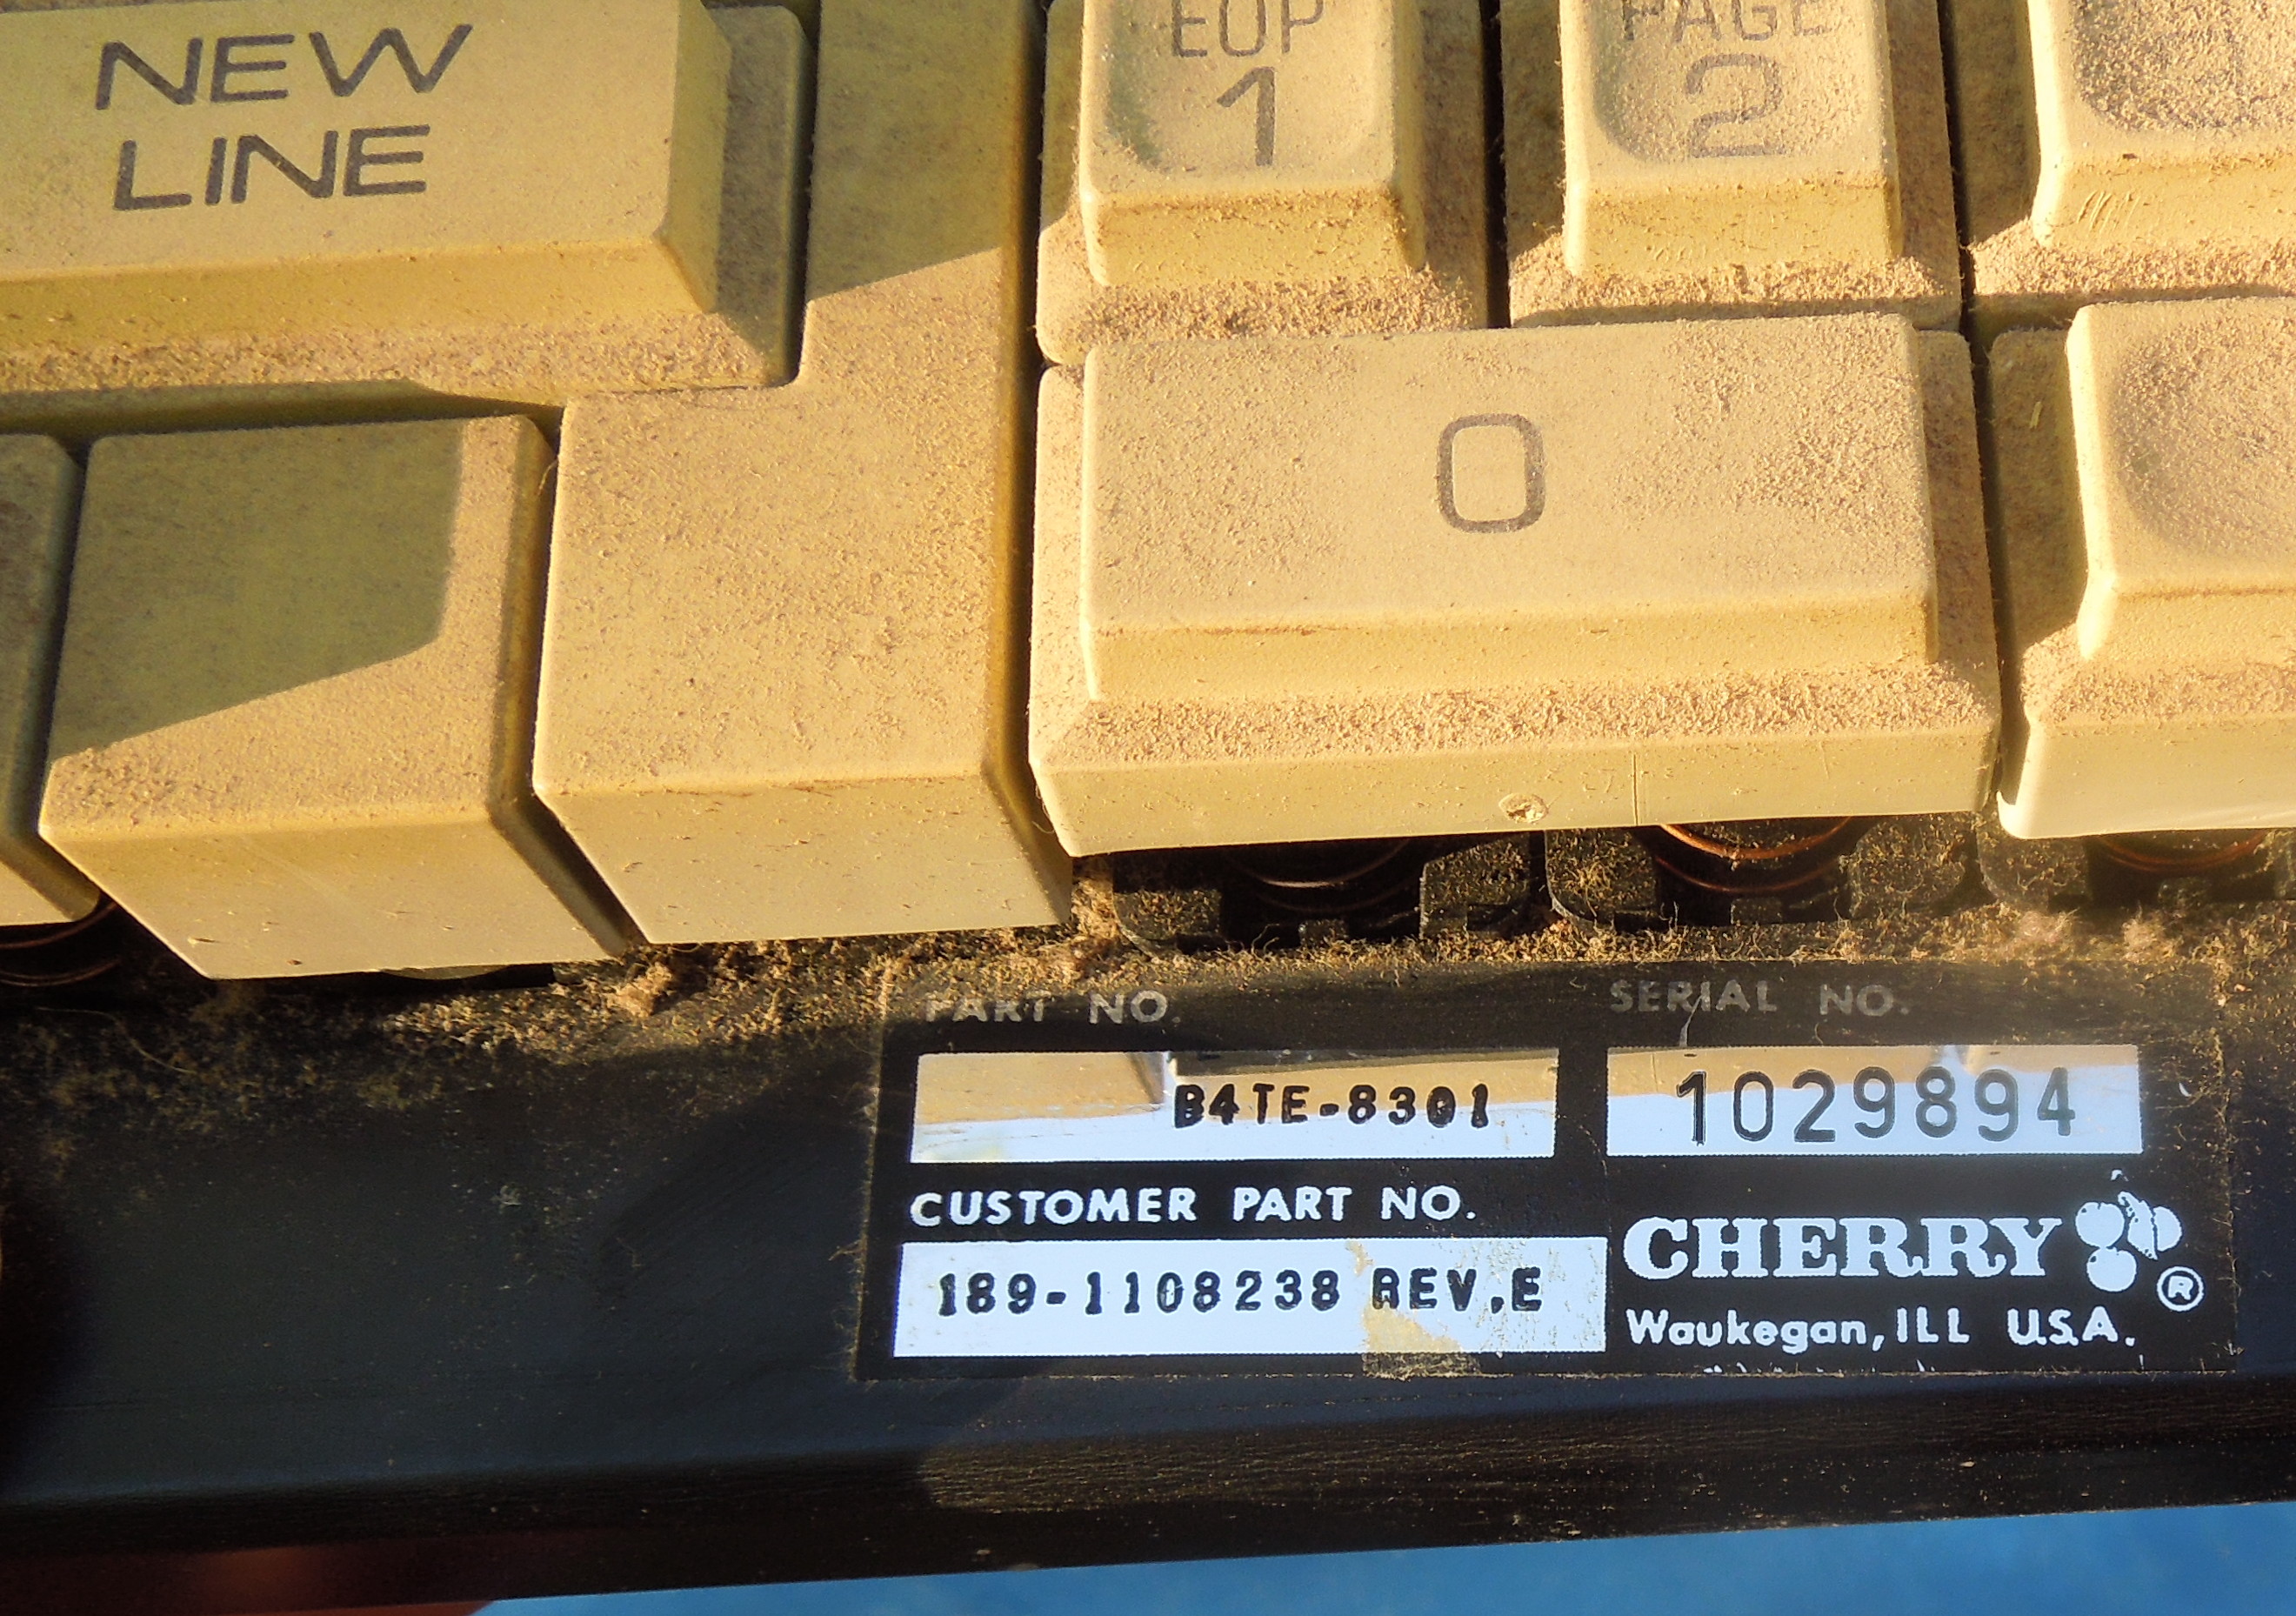 NEW
LINE
EOP
1
PAGE
2
0
PART NO.
SERIAL NO.
B4TE-8301
1029894
CUSTOMER PART NO.
189-1108238 REV.E
CHERRY ®
Waukegan, ILL U.S.A.